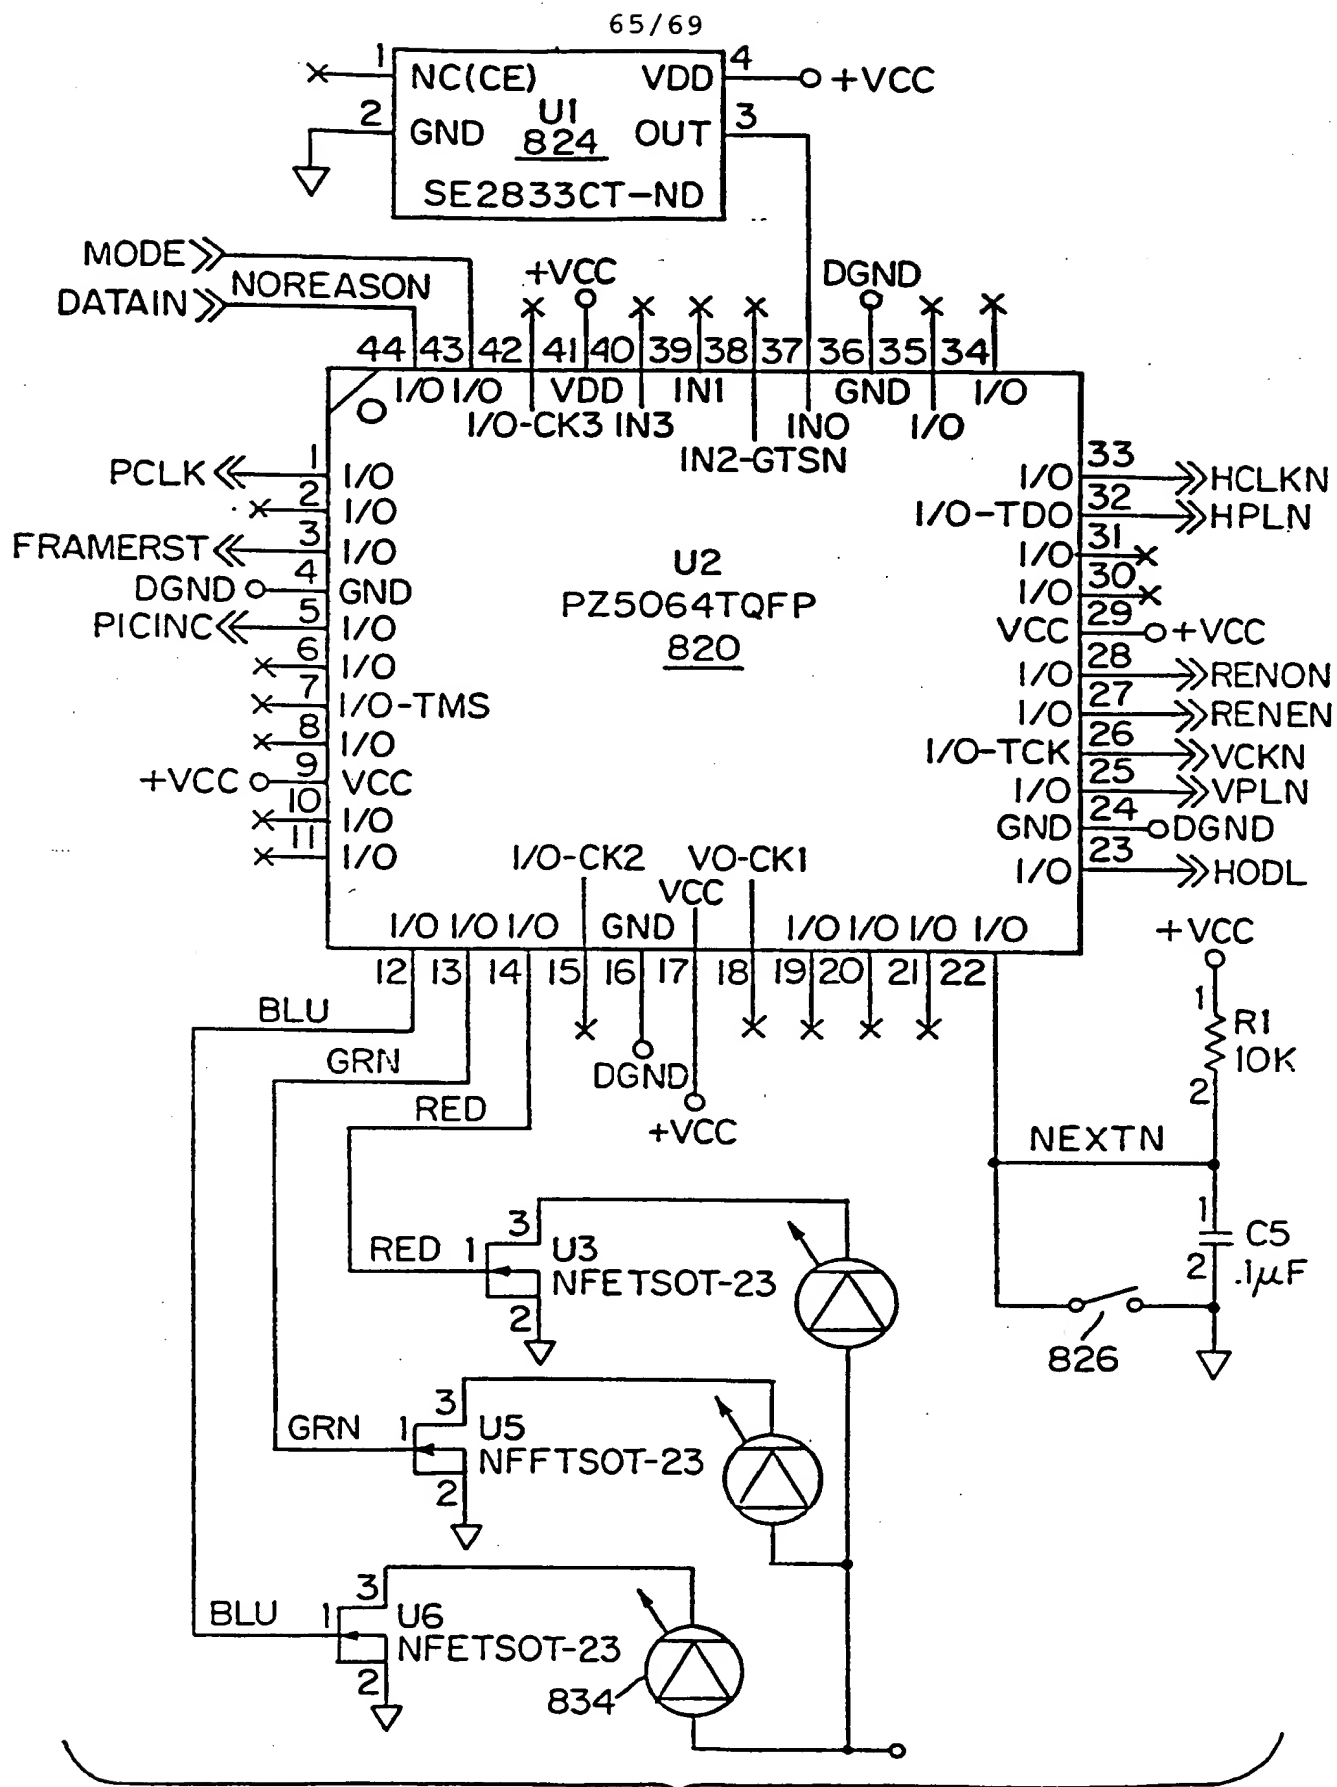 65/69
1 NC(CE) VDD 4 +VCC
U1
2 GND 824 OUT 3
SE2833CT-ND
MODE
NOREASON
DATAIN
+VCC DGND
44 43 42 41 40 39 38 37 36 35 34
I/O I/O VDD IN1 GND I/O
I/O-CK3 IN3 INO I/O
IN2-GTSN
PCLK 1 I/O
2 I/O
FRAMERST 3 I/O
DGND 4 GND
PICINC 5 I/O
6 I/O
7 I/O-TMS
8 I/O
+VCC 9 VCC
10 I/O
11 I/O
U2
PZ5064TQFP
820
I/O 33 HCLKN
I/O-TDO 32 HPLN
I/O 31
I/O 30
VCC 29 +VCC
I/O 28 RENON
I/O 27 RENEN
I/O-TCK 26 VCKN
I/O 25 VPLN
GND 24 DGND
I/O 23 HODL
I/O-CK2 VO-CK1
VCC
I/O I/O I/O GND I/O I/O I/O I/O
12 13 14 15 16 17 18 19 20 21 22
BLU
GRN
RED
DGND
+VCC
+VCC
1
R1
10K
2
NEXTN
1
C5
2
.1μF
826
RED 1 3 U3
NFETSOT-23
2
GRN 1 3 U5
NFFTSOT-23
2
BLU 1 3 U6
NFETSOT-23
2
834